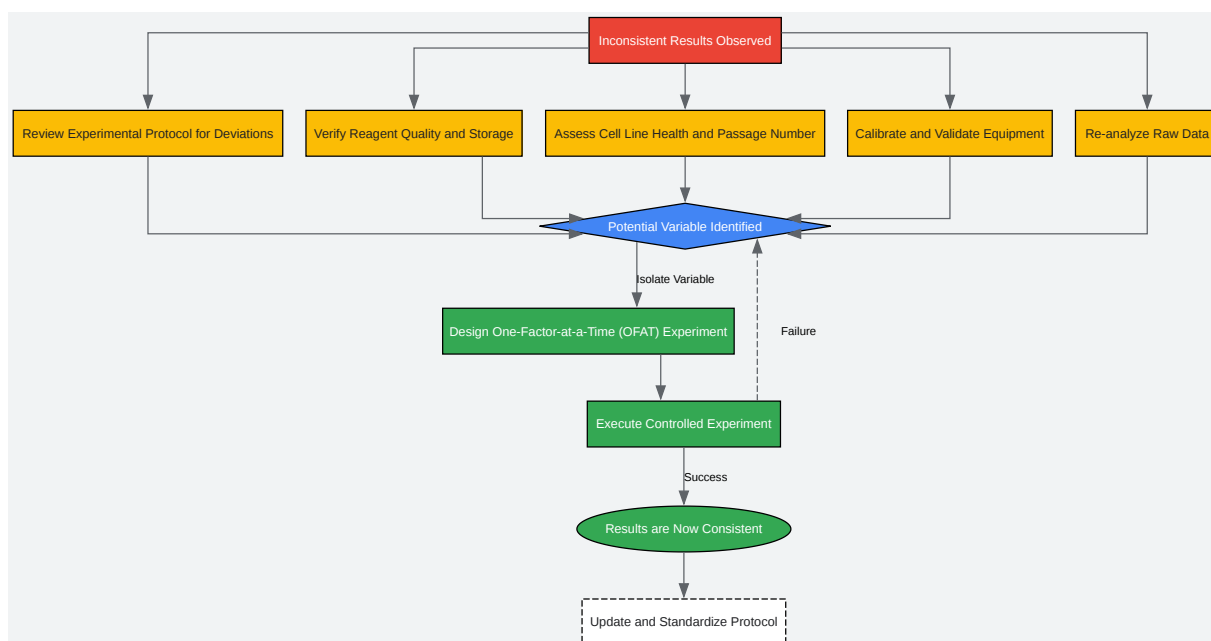 Inconsistent Results Observed
Review Experimental Protocol for Deviations
Verify Reagent Quality and Storage
Assess Cell Line Health and Passage Number
Calibrate and Validate Equipment
Re-analyze Raw Data
Potential Variable Identified
Isolate Variable
Design One-Factor-at-a-Time (OFAT) Experiment
Failure
Execute Controlled Experiment
Success
Results are Now Consistent
Update and Standardize Protocol